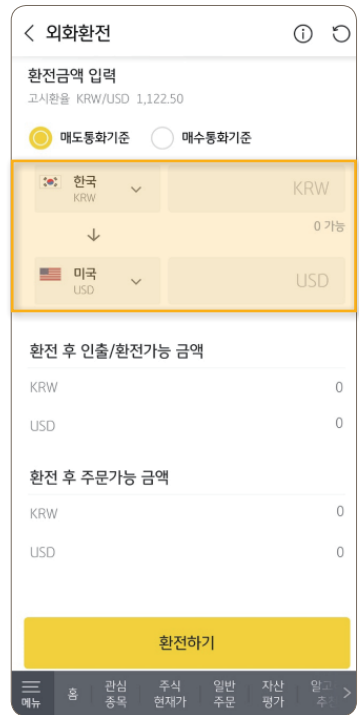 외화환전
환전금액 입력
고시환율 KRW/USD 1,122.50
매도통화기준 매수통화기준
한국
KRW
KRW
0 가능
미국
USD
USD
환전 후 인출/환전가능 금액
KRW 0
USD 0
환전 후 주문가능 금액
KRW 0
USD 0
환전하기
메뉴 홈 관심 종목 주식 현재가 일반 주문 자산 평가 알고